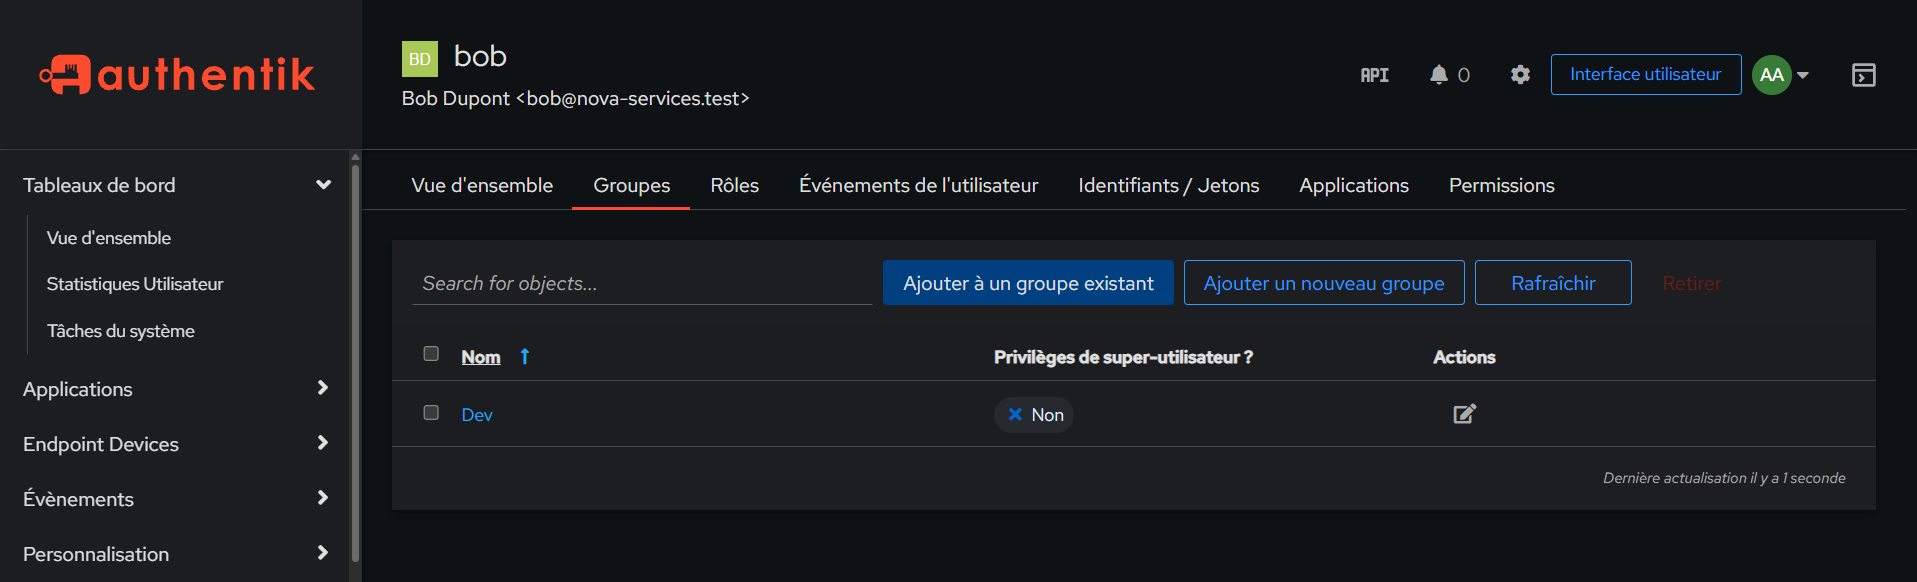 authentik
BD bob
Bob Dupont <bob@nova-services.test>
API 0 Interface utilisateur AA
Tableaux de bord
Vue d'ensemble
Statistiques Utilisateur
Tâches du système
Applications
Endpoint Devices
Évènements
Personnalisation
Vue d'ensemble Groupes Rôles Événements de l'utilisateur Identifiants / Jetons Applications Permissions
Search for objects... Ajouter à un groupe existant Ajouter un nouveau groupe Rafraîchir Retirer
Nom Privilèges de super-utilisateur ? Actions
Dev Non
Dernière actualisation il y a 1 seconde